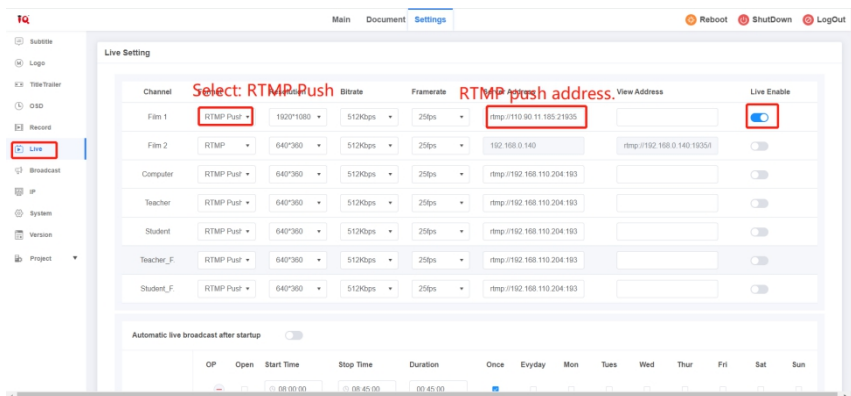 IQ
Main Document Settings
Reboot ShutDown LogOut
Subtitle
Logo
TitleTrailer
OSD
Record
Live
Broadcast
IP
System
Version
Project
Live Setting
Select: RTMP Push
RTMP push address.
Channel Bitrate Framerate View Address Live Enable
Film 1 RTMP Push 1920*1080 512Kbps 25fps rtmp://110.90.11.185:21935
Film 2 RTMP 640*360 512Kbps 25fps 192.168.0.140 rtmp://192.168.0.140:1935/l
Computer RTMP Push 640*360 512Kbps 25fps rtmp://192.168.110.204:193
Teacher RTMP Push 640*360 512Kbps 25fps rtmp://192.168.110.204:193
Student RTMP Push 640*360 512Kbps 25fps rtmp://192.168.110.204:193
Teacher_F. RTMP Push 640*360 512Kbps 25fps rtmp://192.168.110.204:193
Student_F. RTMP Push 640*360 512Kbps 25fps rtmp://192.168.110.204:193
Automatic live broadcast after startup
OP Open Start Time Stop Time Duration Once Evyday Mon Tues Wed Thur Fri Sat Sun
08:00:00 08:45:00 00:45:00